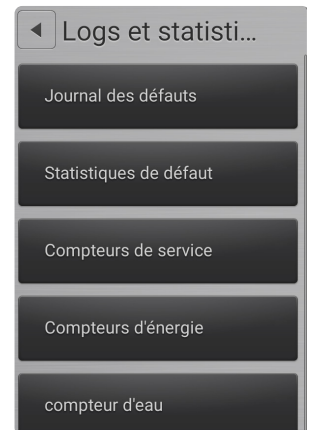 Logs et statisti...
Journal des défauts
Statistiques de défaut
Compteurs de service
Compteurs d'énergie
compteur d'eau